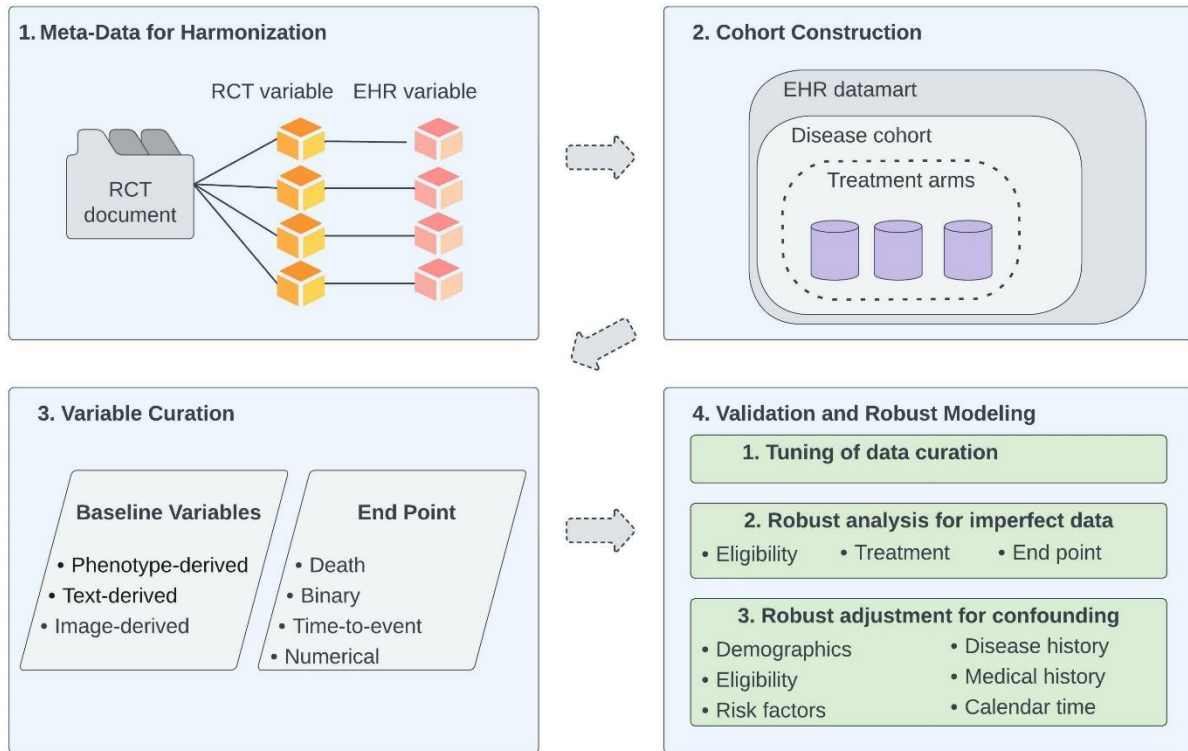 1. Meta-Data for Harmonization
RCT variable EHR variable
RCT
document
2. Cohort Construction
EHR datamart
Disease cohort
Treatment arms
3. Variable Curation
Baseline Variables
• Phenotype-derived
• Text-derived
• Image-derived
End Point
• Death
• Binary
• Time-to-event
• Numerical
4. Validation and Robust Modeling
1. Tuning of data curation
2. Robust analysis for imperfect data
• Eligibility • Treatment • End point
3. Robust adjustment for confounding
• Demographics
• Eligibility
• Risk factors
• Disease history
• Medical history
• Calendar time